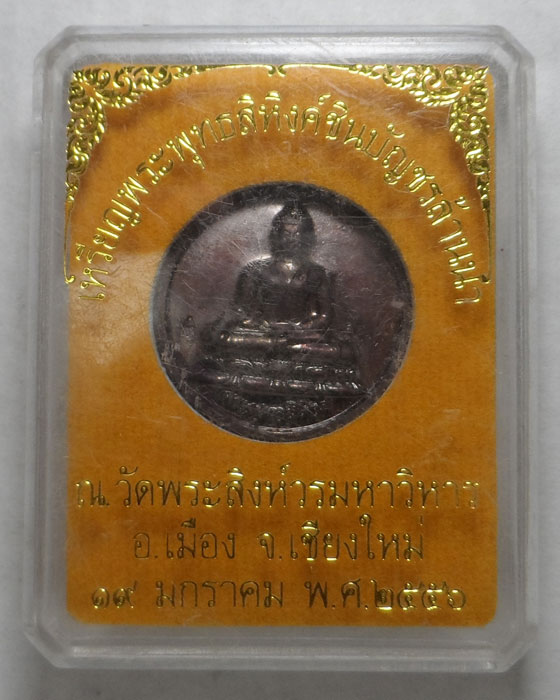 เหรียญพระพุทธสิหิงค์ชินบัญชรล้านนา
ณ.วัดพระสิงห์วรมหาวิหาร
อ.เมือง จ.เชียงใหม่
๑๙ มกราคม พ.ศ.๒๕๕๖